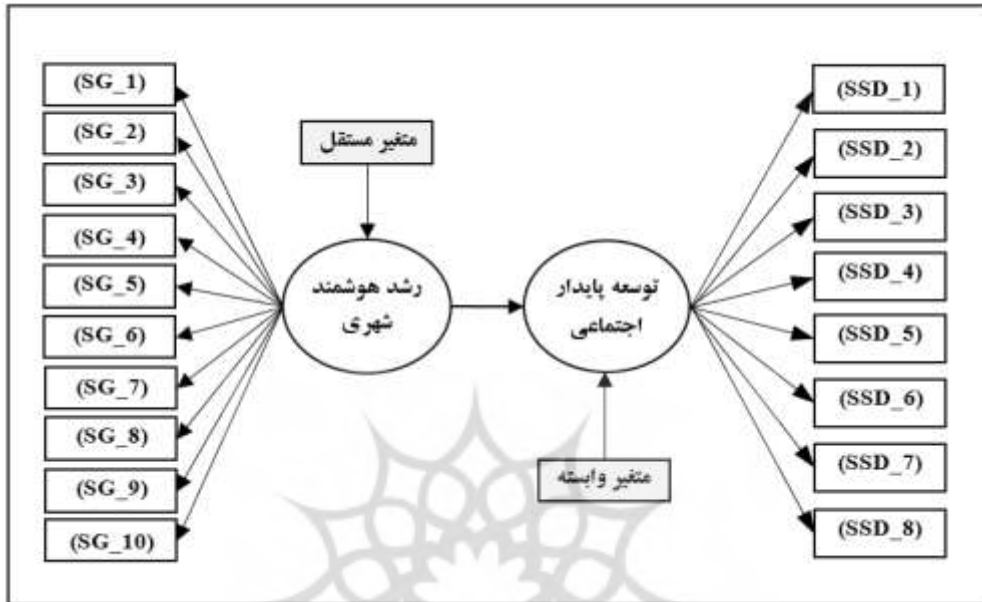 (SG_1)
(SG_2)
(SG_3)
(SG_4)
(SG_5)
(SG_6)
(SG_7)
(SG_8)
(SG_9)
(SG_10)
متغیر مستقل
رشد هوشمند
شهری
توسعه پایدار
اجتماعی
متغیر وابسته
(SSD_1)
(SSD_2)
(SSD_3)
(SSD_4)
(SSD_5)
(SSD_6)
(SSD_7)
(SSD_8)